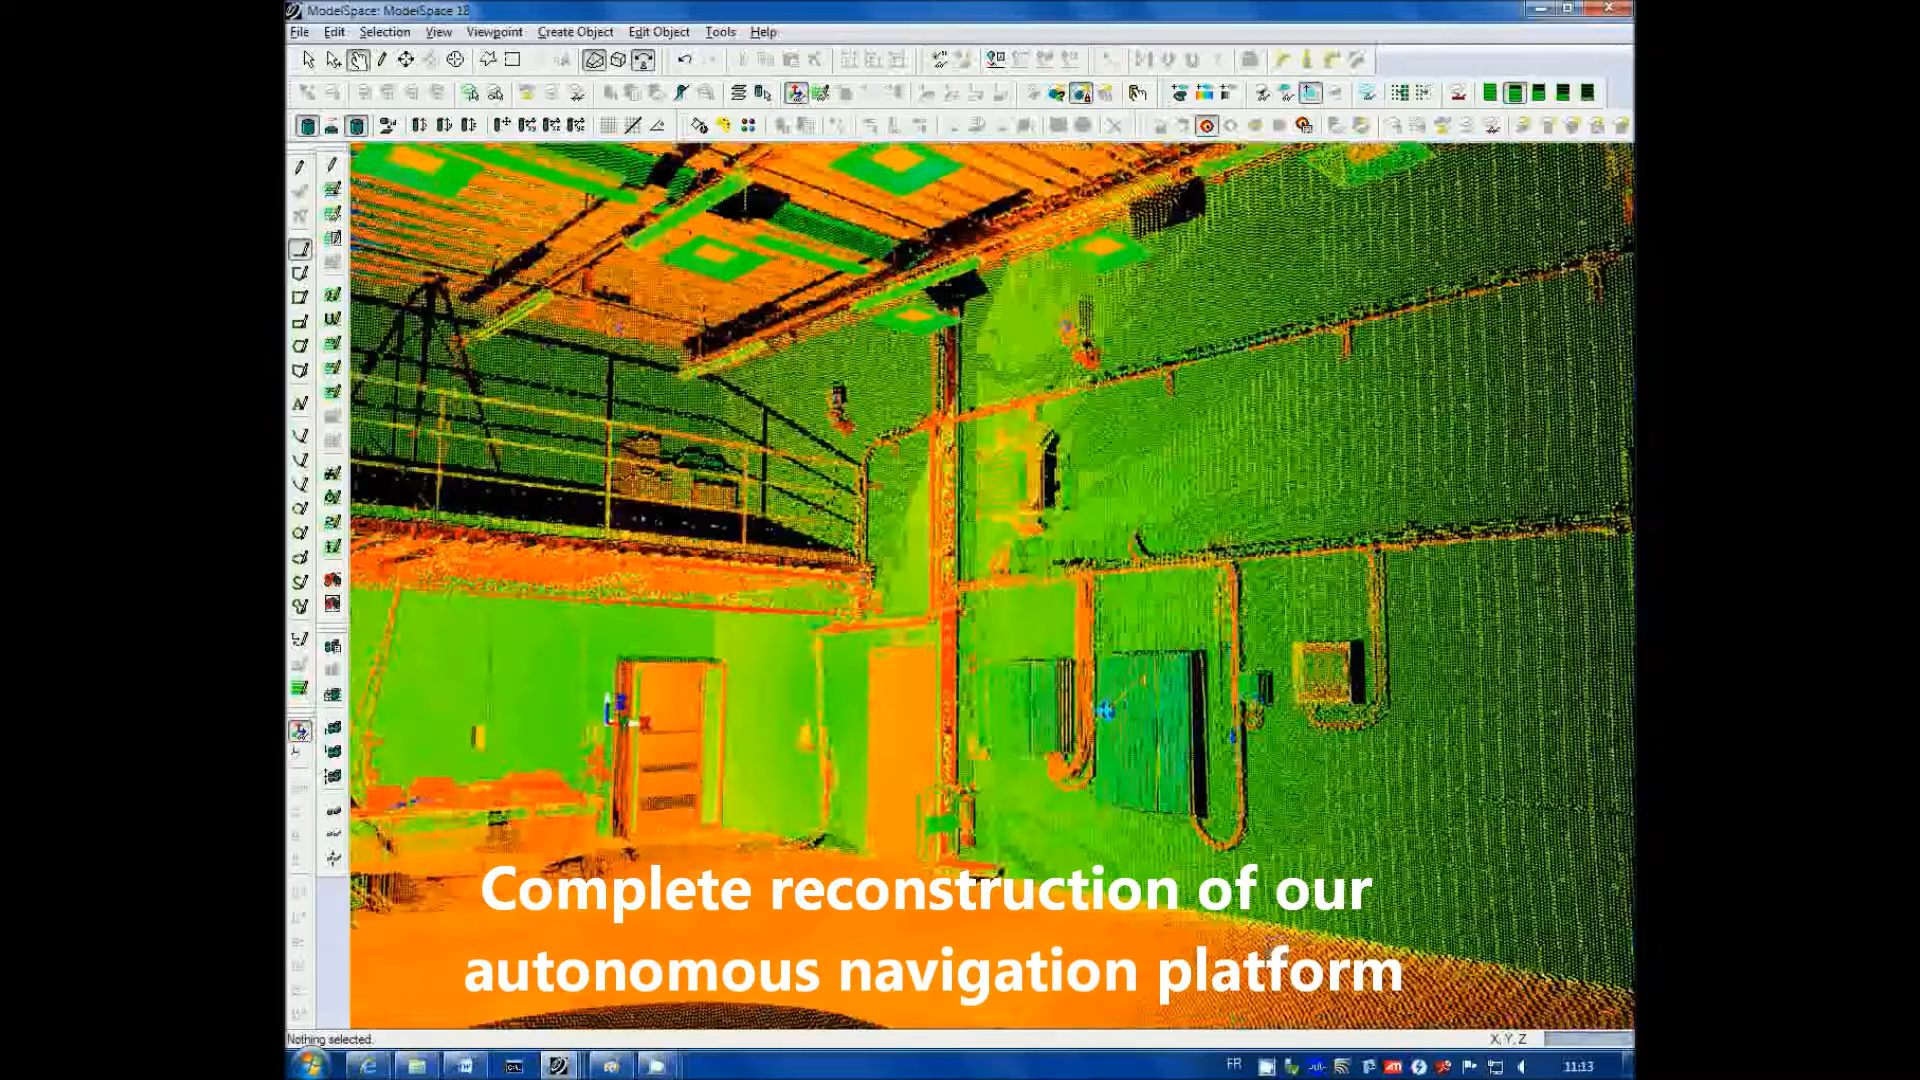 ModelSpace: ModelSpace 18
File Edit Selection View Viewpoint Create Object Edit Object Tools Help
Complete reconstruction of our
autonomous navigation platform
Nothing selected.
X, Y, Z
FR
ATI
11:13